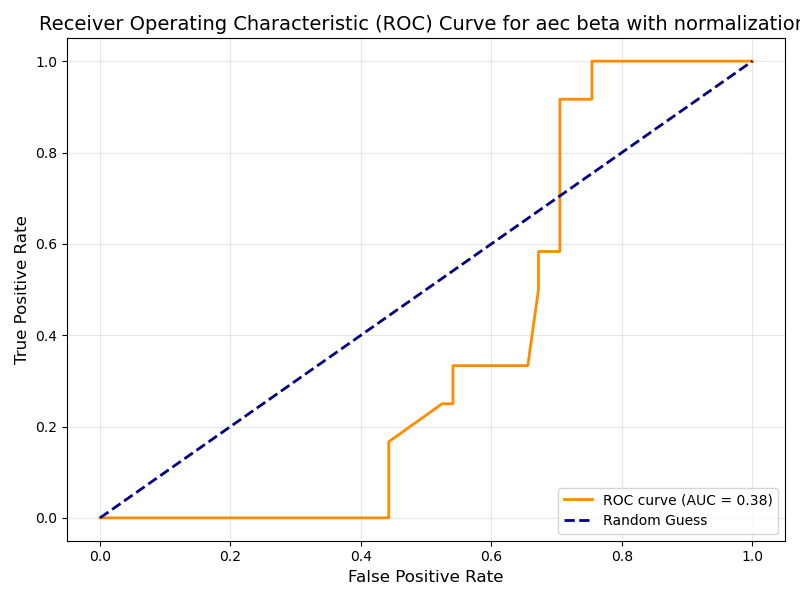 Receiver Operating Characteristic (ROC) Curve for aec beta with normalization
1.0
0.8
0.6
0.4
0.2
0.0
True Positive Rate
0.0 0.2 0.4 0.6 0.8 1.0
False Positive Rate
ROC curve (AUC = 0.38)
Random Guess